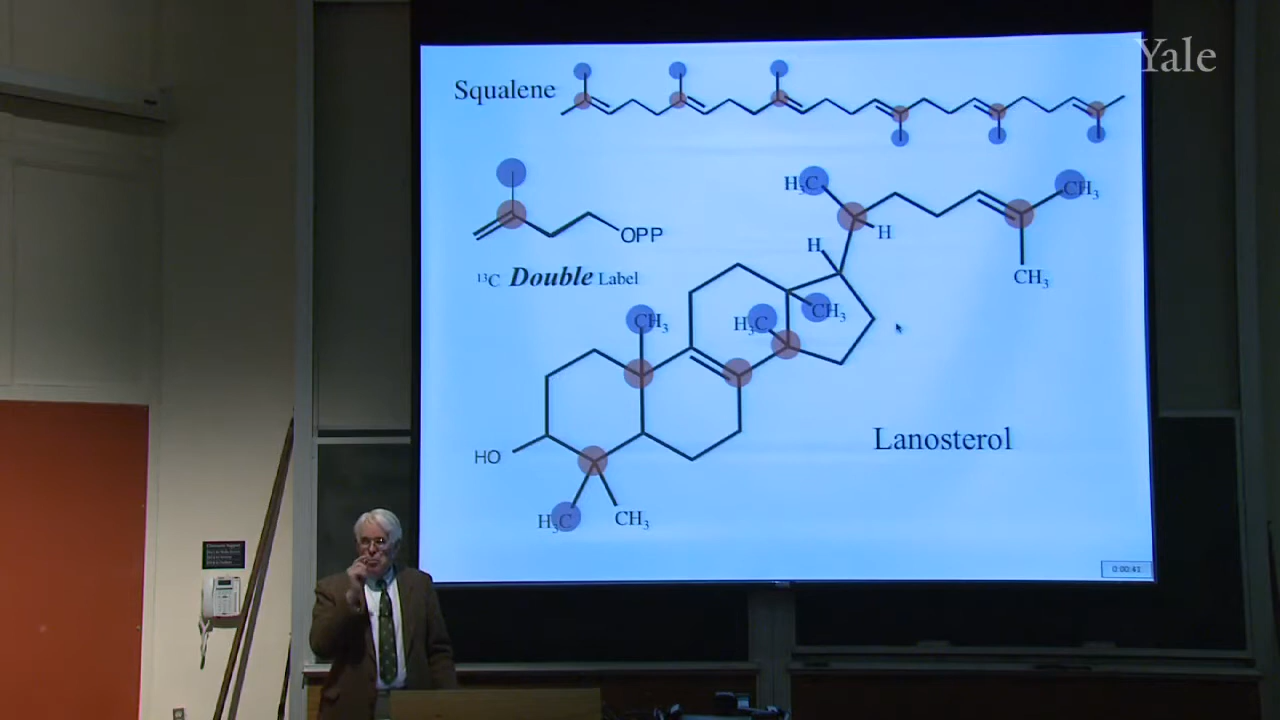 Yale
Squalene
OPP
¹³C Double Label
H₃C
CH₃
H
H
CH₃
CH₃
H₃C
CH₃
HO
H₃C
CH₃
Lanosterol
0:00:41